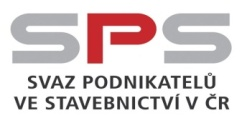 SPS
SVAZ PODNIKATELŮ
VE STAVEBNICTVÍ V ČR